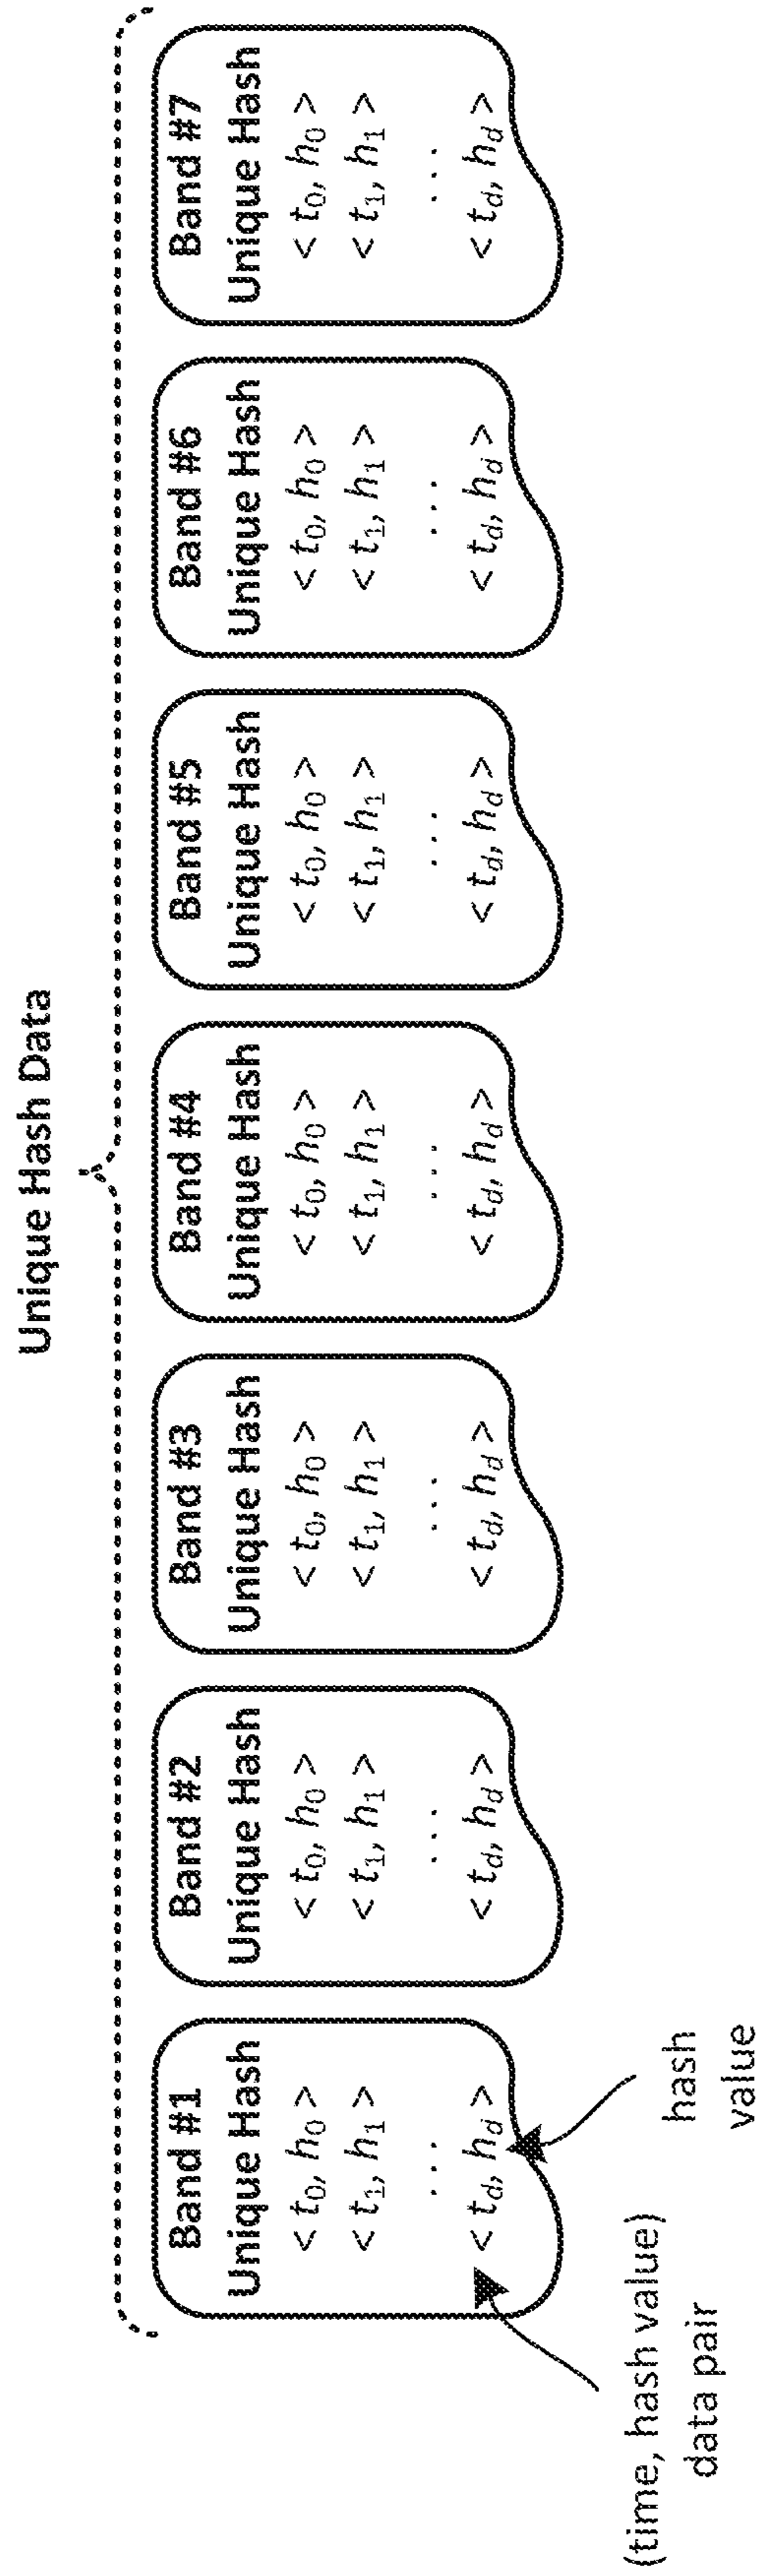 Unique Hash Data
Band #1
Unique Hash
< t0, h0 >
< t1, h1 >
...
< td, hd >
Band #2
Unique Hash
< t0, h0 >
< t1, h1 >
...
< td, hd >
Band #3
Unique Hash
< t0, h0 >
< t1, h1 >
...
< td, hd >
Band #4
Unique Hash
< t0, h0 >
< t1, h1 >
...
< td, hd >
Band #5
Unique Hash
< t0, h0 >
< t1, h1 >
...
< td, hd >
Band #6
Unique Hash
< t0, h0 >
< t1, h1 >
...
< td, hd >
Band #7
Unique Hash
< t0, h0 >
< t1, h1 >
...
< td, hd >
(time, hash value)
data pair
hash
value